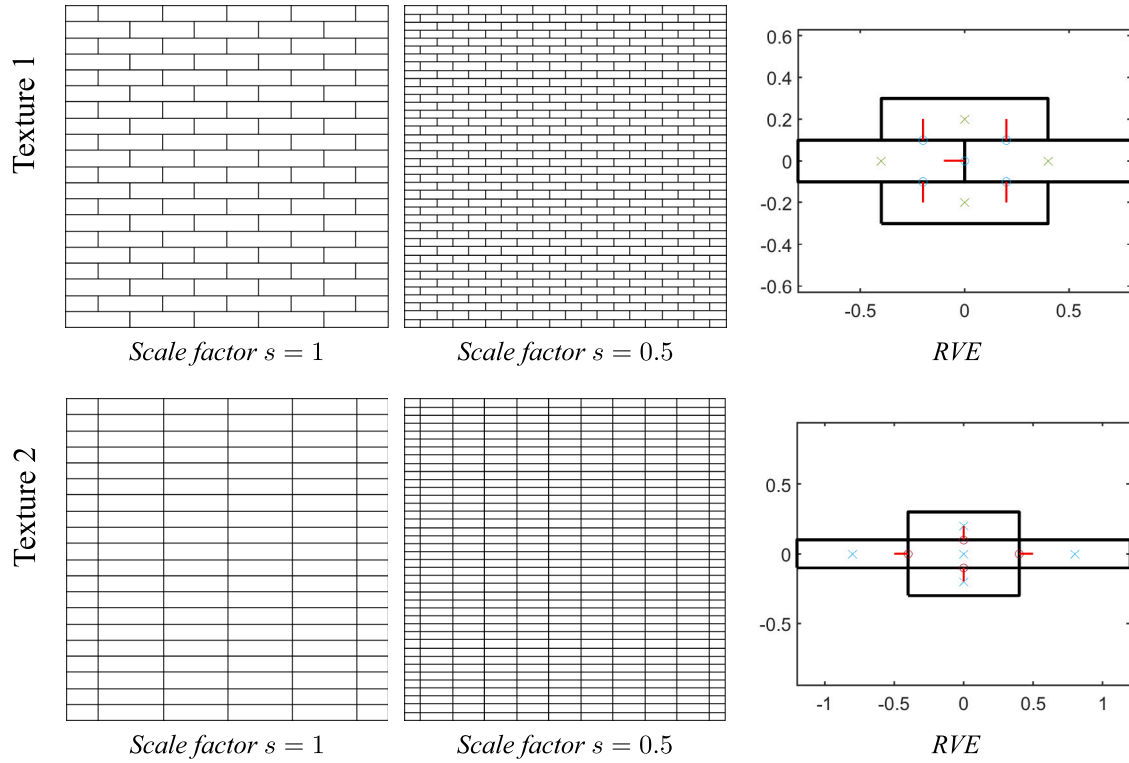 Texture 1
0.6
0.4
0.2
0
-0.2
-0.4
-0.6
-0.5 0 0.5
Scale factor s = 1
Scale factor s = 0.5
RVE
Texture 2
0.5
0
-0.5
-1 -0.5 0 0.5 1
Scale factor s = 1
Scale factor s = 0.5
RVE